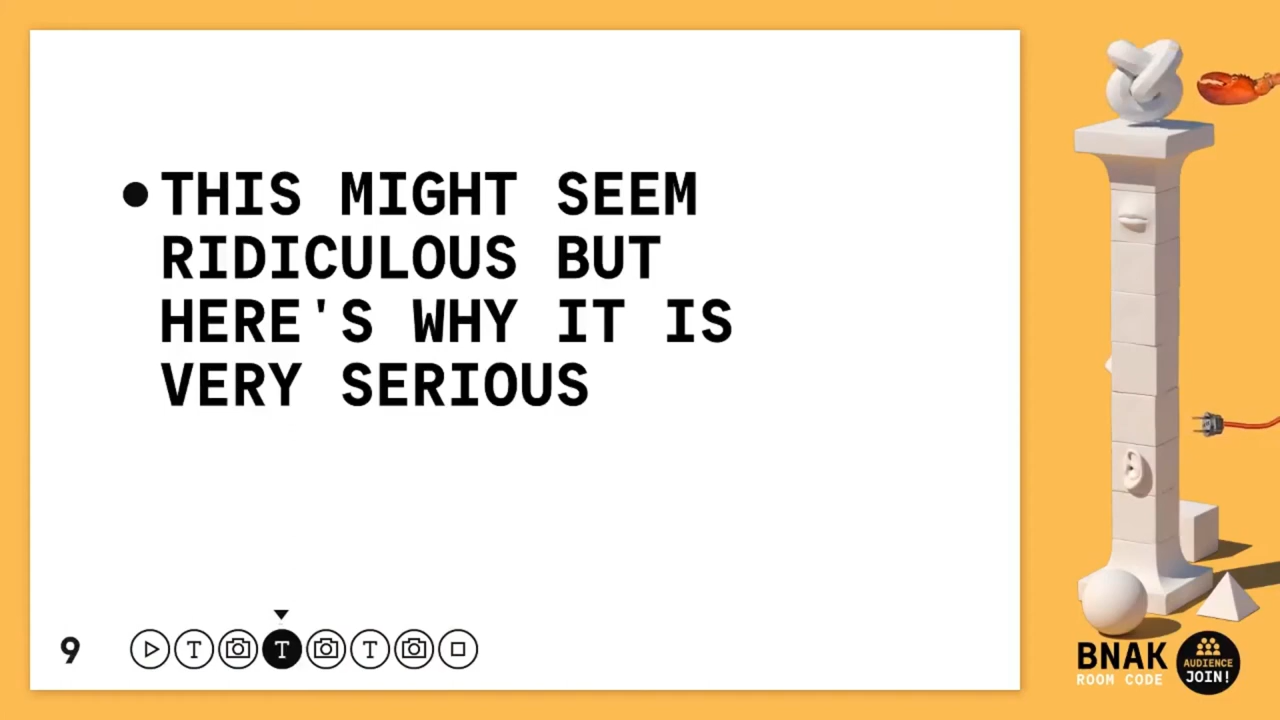 THIS MIGHT SEEM
RIDICULOUS BUT
HERE'S WHY IT IS
VERY SERIOUS
9
T
T
T
BNAK
ROOM CODE
AUDIENCE
JOIN!